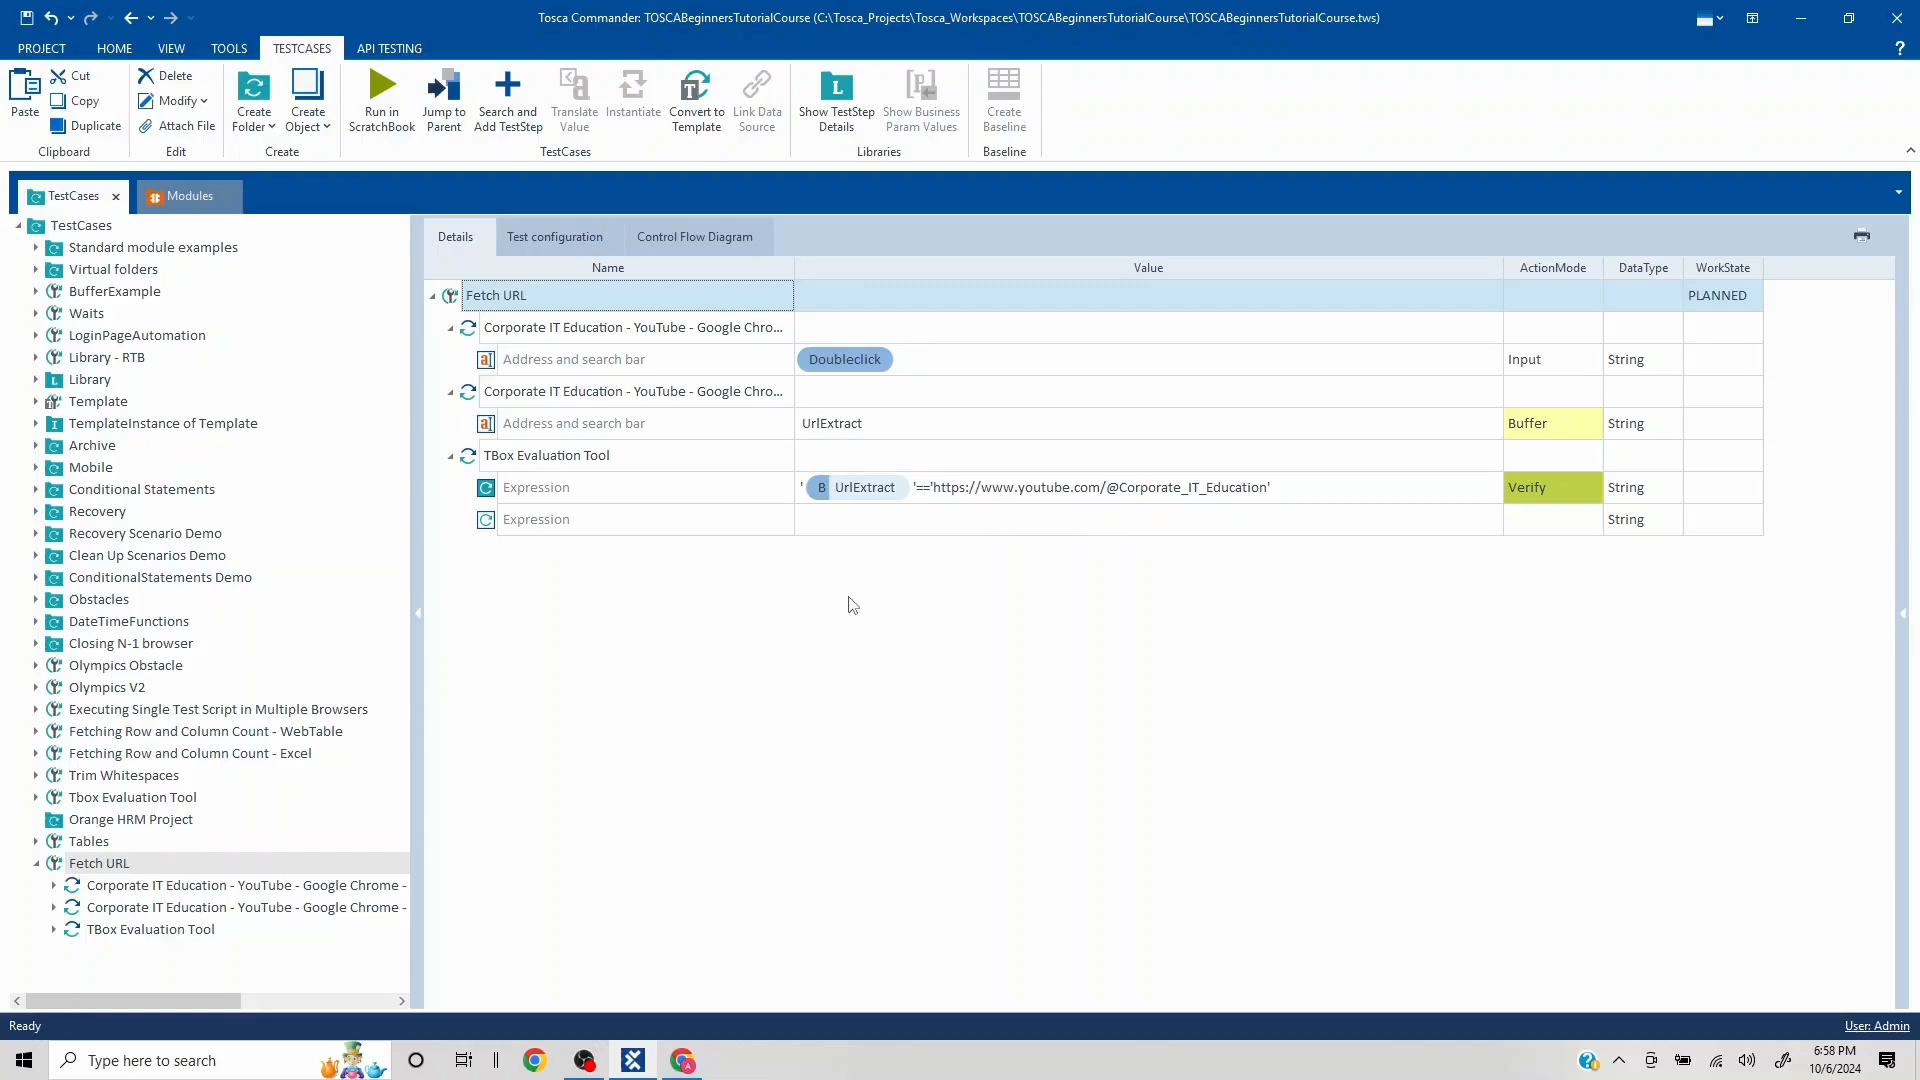 Tosca Commander: TOSCABeginnersTutorialCourse (C:\Tosca_Projects\Tosca_Workspaces\TOSCABeginnersTutorialCourse\TOSCABeginnersTutorialCourse.tws)
PROJECT HOME VIEW TOOLS TESTCASES API TESTING ?
Paste Cut Copy Duplicate
Delete Modify Attach File
Create Folder Create Object
Run in ScratchBook Jump to Parent Search and Add TestStep Translate Value Instantiate Convert to Template Link Data Source
Show TestStep Details Show Business Param Values
Create Baseline
Clipboard Edit Create TestCases Libraries Baseline
TestCases Modules
TestCases
Standard module examples
Virtual folders
BufferExample
Waits
LoginPageAutomation
Library - RTB
Library
Template
TemplateInstance of Template
Archive
Mobile
Conditional Statements
Recovery
Recovery Scenario Demo
Clean Up Scenarios Demo
ConditionalStatements Demo
Obstacles
DateTimeFunctions
Closing N-1 browser
Olympics Obstacle
Olympics V2
Executing Single Test Script in Multiple Browsers
Fetching Row and Column Count - WebTable
Fetching Row and Column Count - Excel
Trim Whitespaces
Tbox Evaluation Tool
Orange HRM Project
Tables
Fetch URL
Corporate IT Education - YouTube - Google Chrome -
Corporate IT Education - YouTube - Google Chrome -
TBox Evaluation Tool
Details Test configuration Control Flow Diagram
Name Value ActionMode DataType WorkState
Fetch URL PLANNED
Corporate IT Education - YouTube - Google Chro...
Address and search bar Doubleclick Input String
Corporate IT Education - YouTube - Google Chro...
Address and search bar UrlExtract Buffer String
TBox Evaluation Tool
Expression ' B UrlExtract '=='https://www.youtube.com/@Corporate_IT_Education' Verify String
Expression String
Ready User: Admin
Type here to search
6:58 PM
10/6/2024